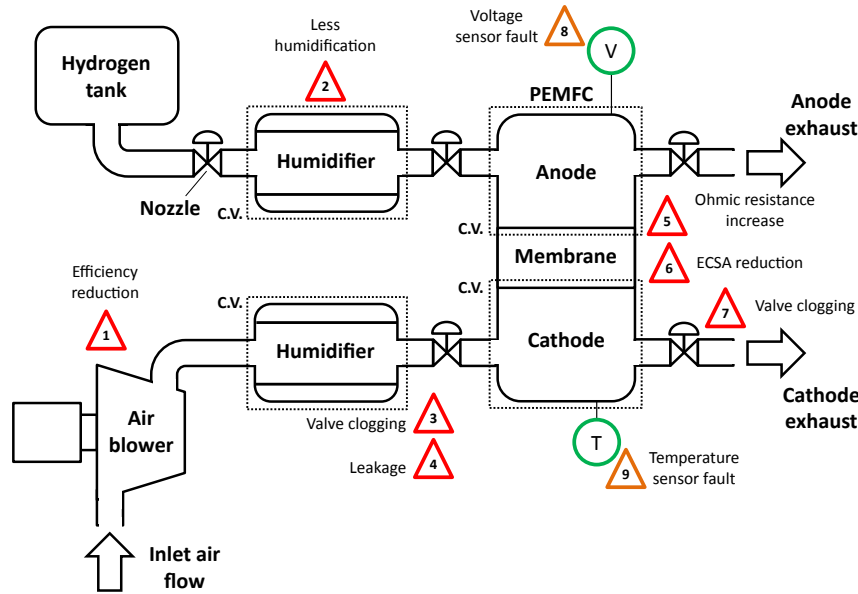 Less
humidification
2
Voltage
sensor fault
8
V
Hydrogen
tank
PEMFC
Anode
exhaust
Humidifier
Anode
Nozzle
C.V.
C.V.
5
Ohmic resistance
increase
Membrane
6
ECSA reduction
Efficiency
reduction
1
C.V.
C.V.
7
Valve clogging
Humidifier
Cathode
Cathode
exhaust
Air
blower
Valve clogging
3
Leakage
4
T
9
Temperature
sensor fault
Inlet air
flow